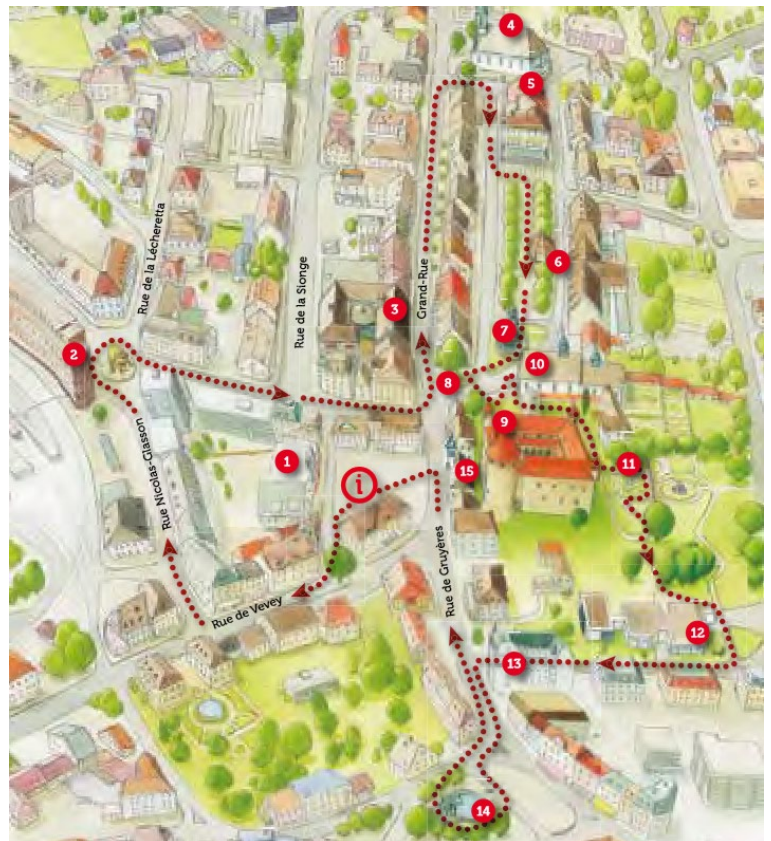 4
5
Rue de la Lécheretta
Rue de la Sionge
3
Grand-Rue
6
7
2
8
10
9
Rue Nicolas-Glasson
1
i
15
11
Rue de Gruyères
Rue de Vevey
12
13
14